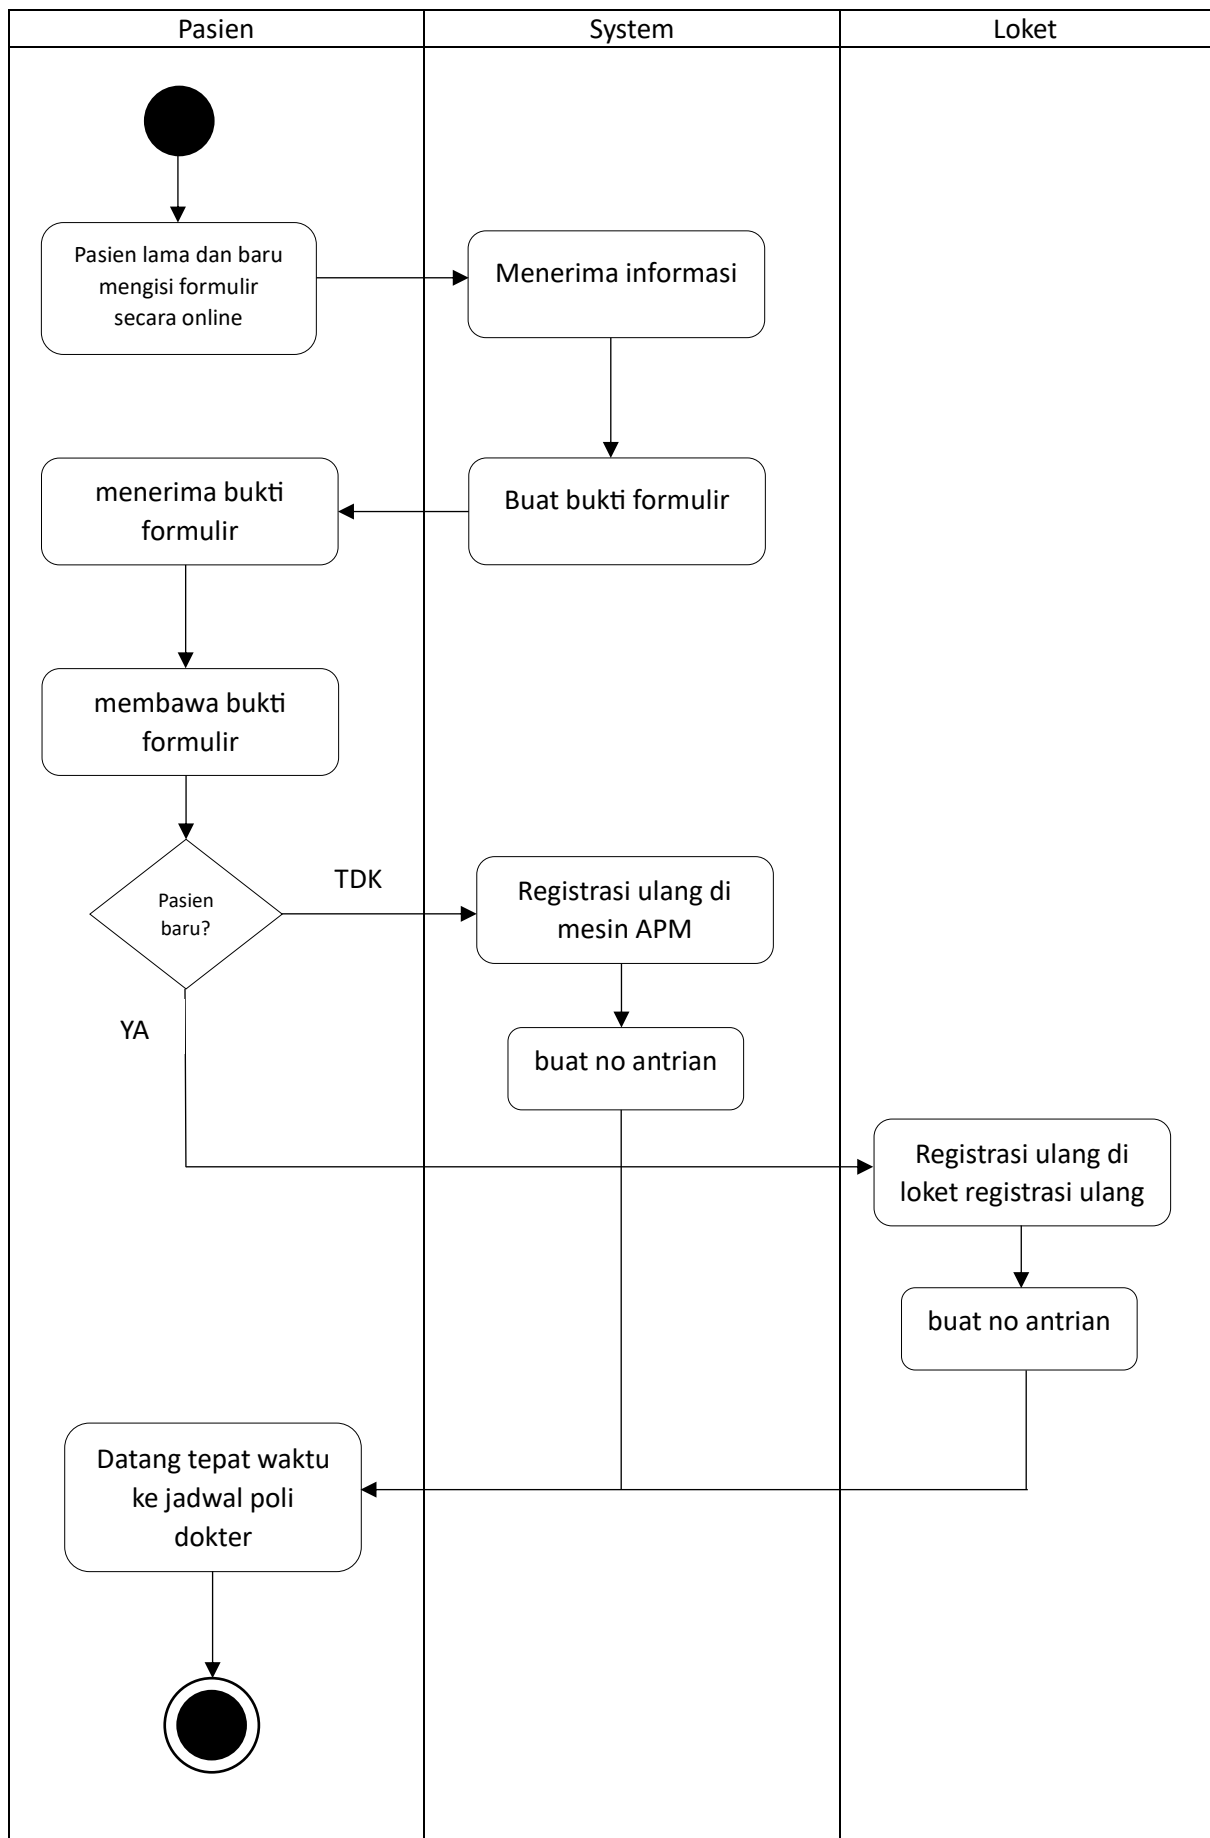 Pasien
System
Loket
Pasien lama dan baru
mengisi formulir
secara online
Menerima informasi
menerima bukti
formulir
Buat bukti formulir
membawa bukti
formulir
Pasien
baru?
TDK
YA
Registrasi ulang di
mesin APM
buat no antrian
Registrasi ulang di
loket registrasi ulang
buat no antrian
Datang tepat waktu
ke jadwal poli
dokter